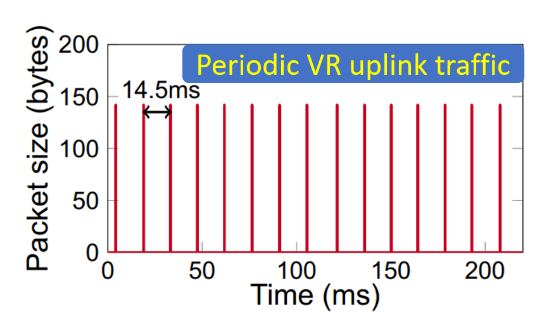 Periodic VR uplink traffic
Packet size (bytes)
200
150
100
50
0
14.5ms
0 50 100 150 200
Time (ms)